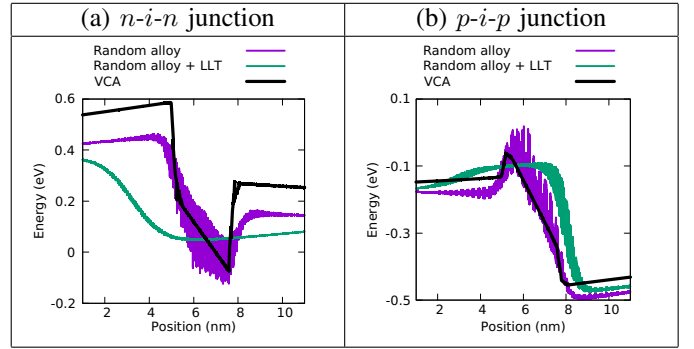 (a) n-i-n junction
(b) p-i-p junction
Random alloy
Random alloy + LLT
VCA
0.6
0.4
0.2
0
-0.2
Energy (eV)
2 4 6 8 10
Position (nm)
Random alloy
Random alloy + LLT
VCA
-0.1
-0.1
-0.3
-0.5
Energy (eV)
2 4 6 8 10
Position (nm)